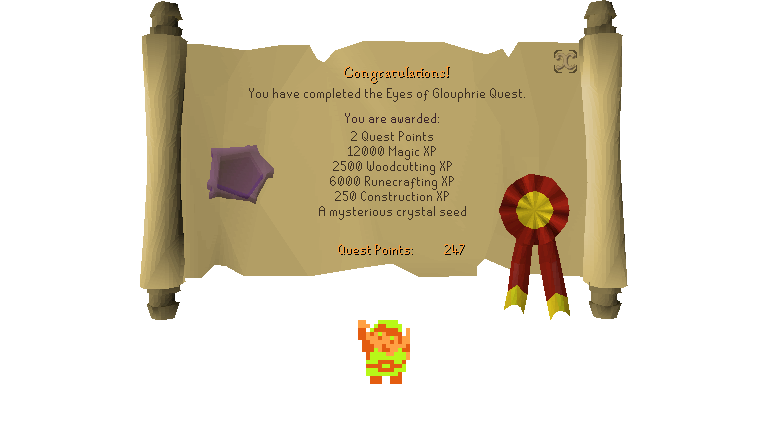 Congratulations!
You have completed the Eyes of Glouphrie Quest.
You are awarded:
2 Quest Points
12000 Magic XP
2500 Woodcutting XP
6000 Runecrafting XP
250 Construction XP
A mysterious crystal seed
Quest Points: 247